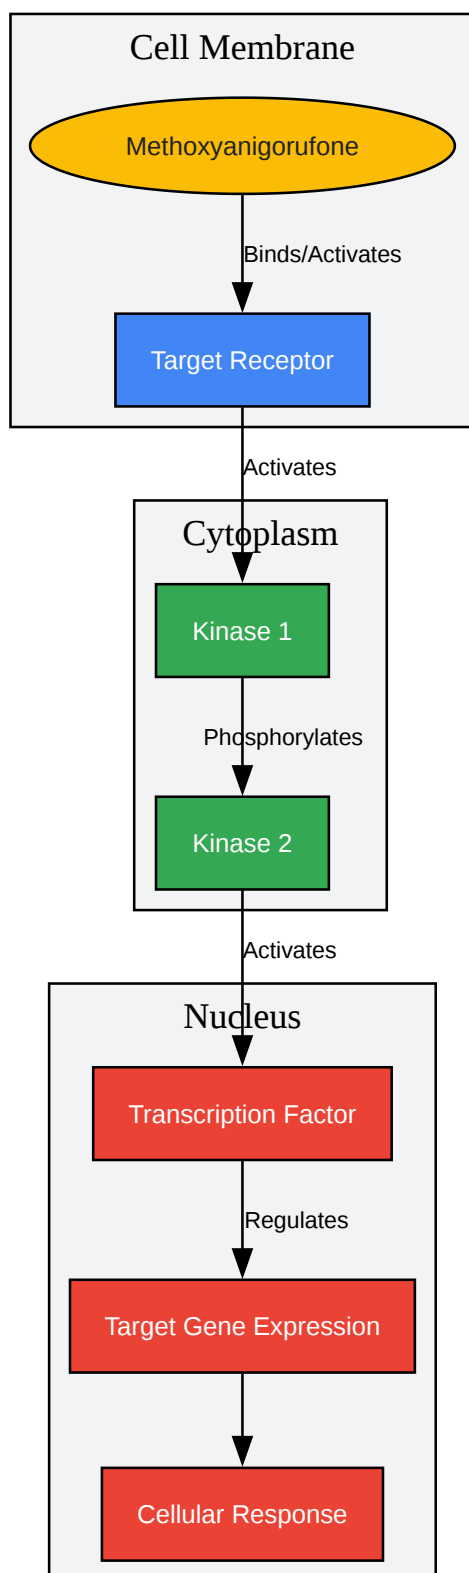 Cell Membrane
Methoxyanigorufone
Binds/Activates
Target Receptor
Activates
Cytoplasm
Kinase 1
Phosphorylates
Kinase 2
Activates
Nucleus
Transcription Factor
Regulates
Target Gene Expression
Cellular Response